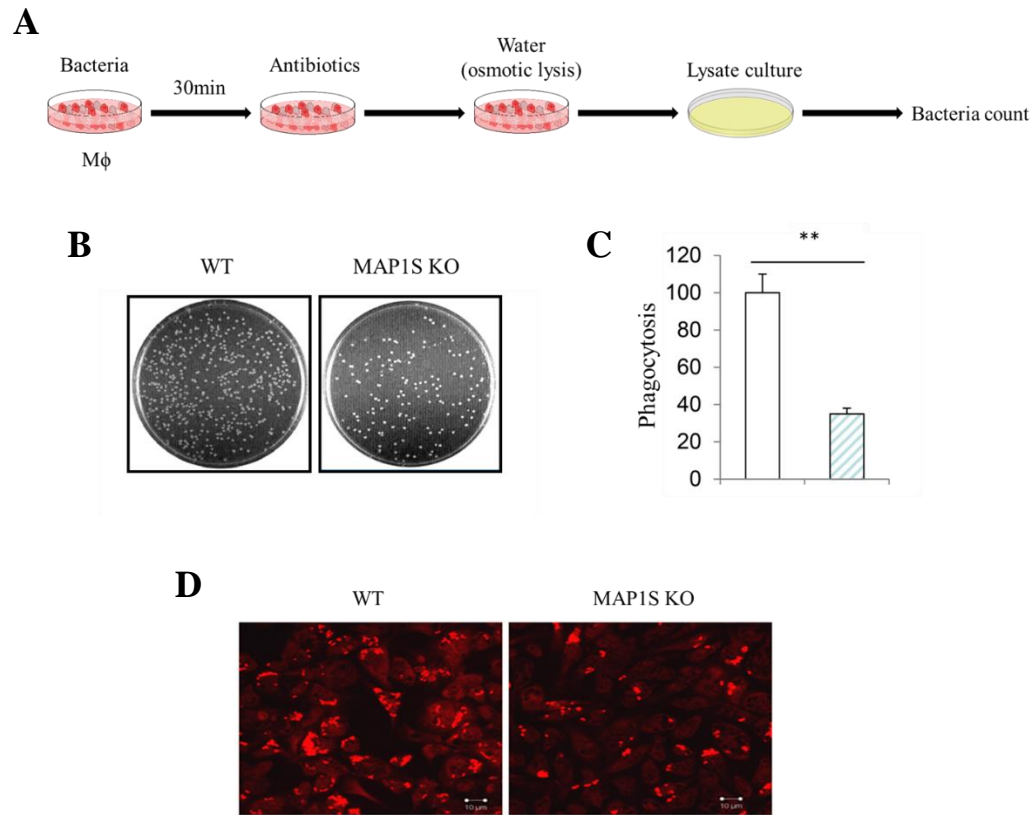 A
Bacteria
30min
Antibiotics
Water
(osmotic lysis)
Lysate culture
Bacteria count
Mϕ
B
WT
MAP1S KO
C
**
120
100
80
60
40
20
0
Phagocytosis
D
WT
MAP1S KO
10 μm
10 μm